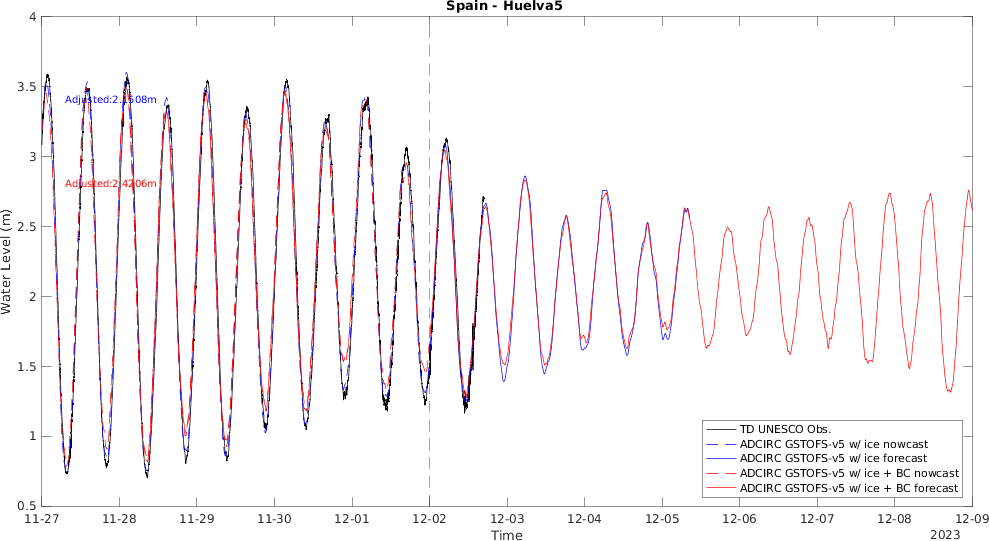 Spain - Huelva5
4
3.5
3
2.5
2
1.5
1
0.5
Water Level (m)
Adjusted:2.1508m
Adjusted:2.4206m
TD UNESCO Obs.
ADCIRC GSTOFS-v5 w/ ice nowcast
ADCIRC GSTOFS-v5 w/ ice forecast
ADCIRC GSTOFS-v5 w/ ice + BC nowcast
ADCIRC GSTOFS-v5 w/ ice + BC forecast
11-27 11-28 11-29 11-30 12-01 12-02 12-03 12-04 12-05 12-06 12-07 12-08 12-09
Time
2023